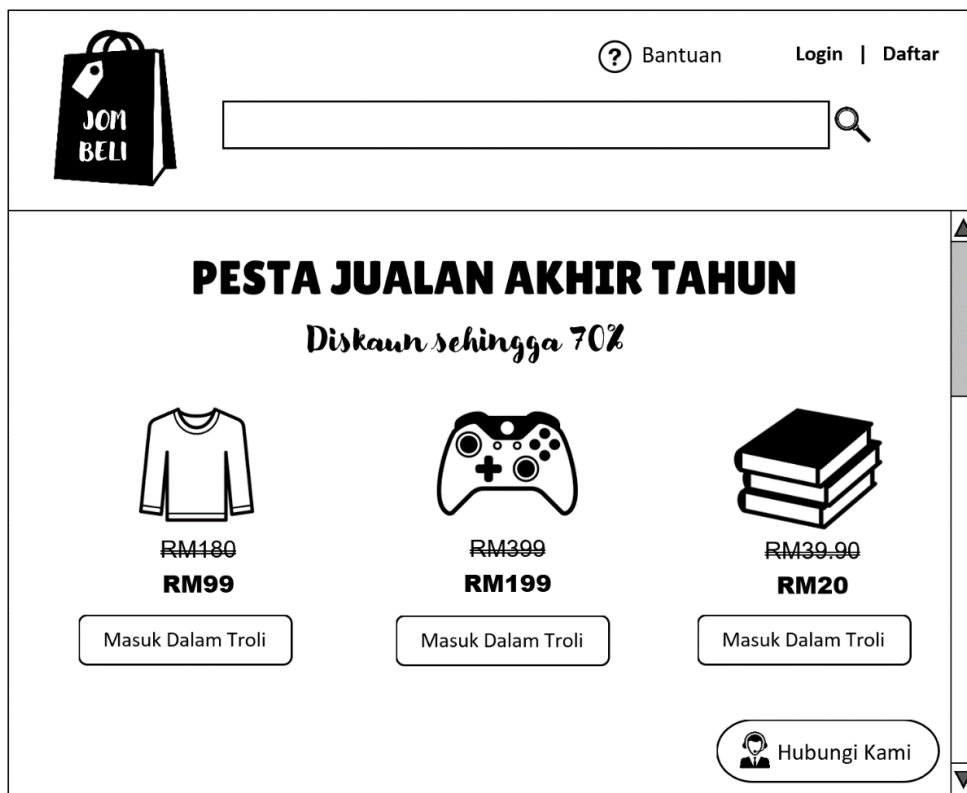 JOM
BELI
? Bantuan
Login | Daftar
PESTA JUALAN AKHIR TAHUN
Diskaun sehingga 70%
RM180
RM99
Masuk Dalam Troli
RM399
RM199
Masuk Dalam Troli
RM39.90
RM20
Masuk Dalam Troli
Hubungi Kami